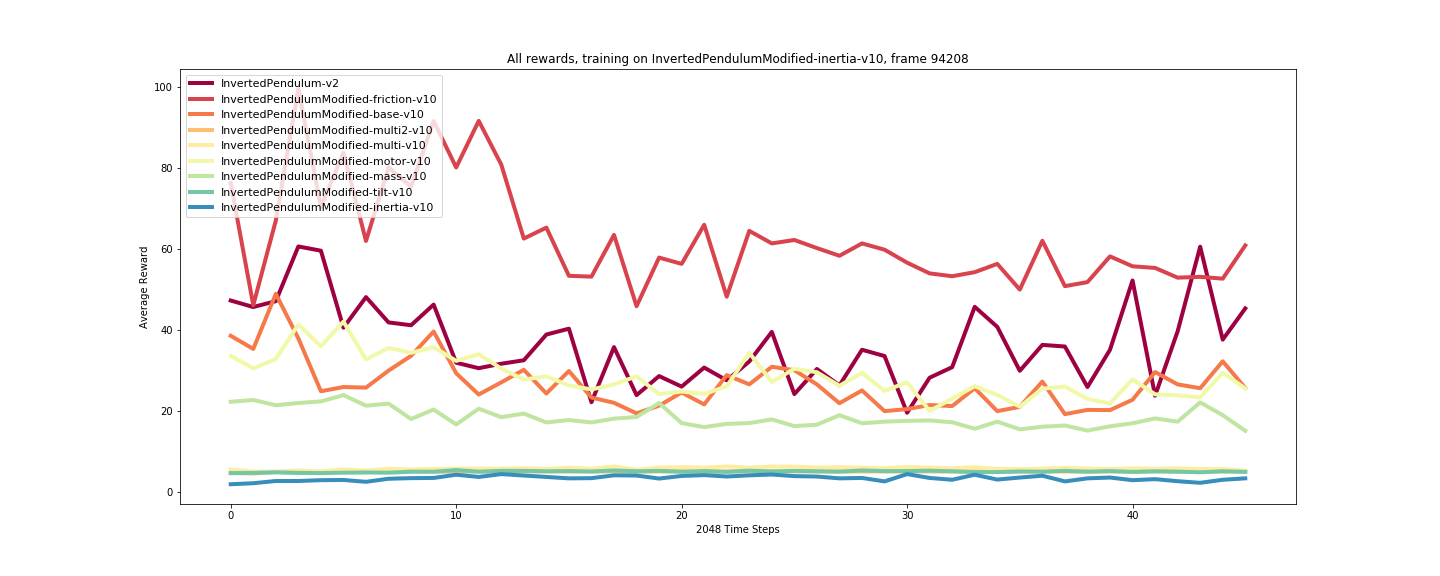 All rewards, training on InvertedPendulumModified-inertia-v10, frame 94208
InvertedPendulum-v2
InvertedPendulumModified-friction-v10
InvertedPendulumModified-base-v10
InvertedPendulumModified-multi2-v10
InvertedPendulumModified-multi-v10
InvertedPendulumModified-motor-v10
InvertedPendulumModified-mass-v10
InvertedPendulumModified-tilt-v10
InvertedPendulumModified-inertia-v10
Average Reward
100
80
60
40
20
0
0 10 20 30 40
2048 Time Steps